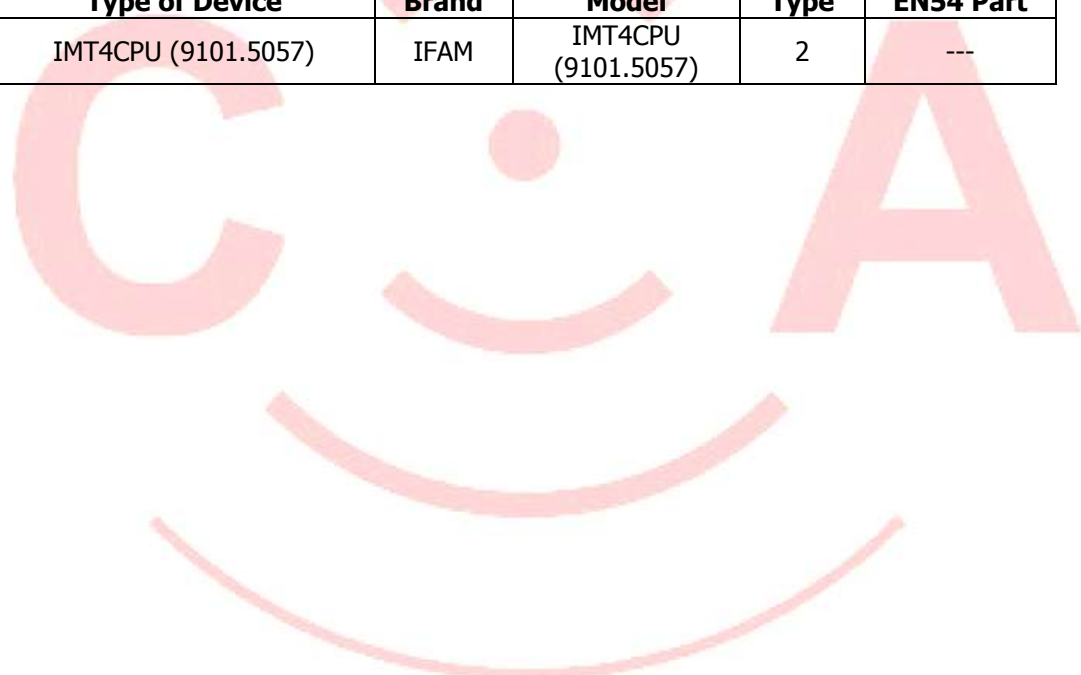 Type of Device Brand Model Type EN54 Part
IMT4CPU (9101.5057) IFAM IMT4CPU (9101.5057) 2 ---
C A